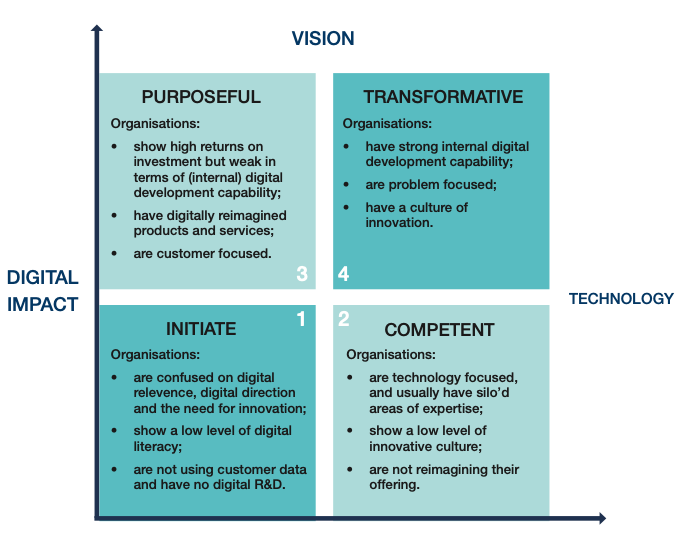 VISION
PURPOSEFUL
Organisations:
• show high returns on
investment but weak in
terms of (internal) digital
development capability;
• have digitally reimagined
products and services;
• are customer focused.
3
TRANSFORMATIVE
Organisations:
• have strong internal digital
development capability;
• are problem focused;
• have a culture of
innovation.
4
DIGITAL
IMPACT
TECHNOLOGY
1
INITIATE
Organisations:
• are confused on digital
relevence, digital direction
and the need for innovation;
• show a low level of digital
literacy;
• are not using customer data
and have no digital R&D.
2
COMPETENT
Organisations:
• are technology focused,
and usually have silo’d
areas of expertise;
• show a low level of
innovative culture;
• are not reimagining their
offering.